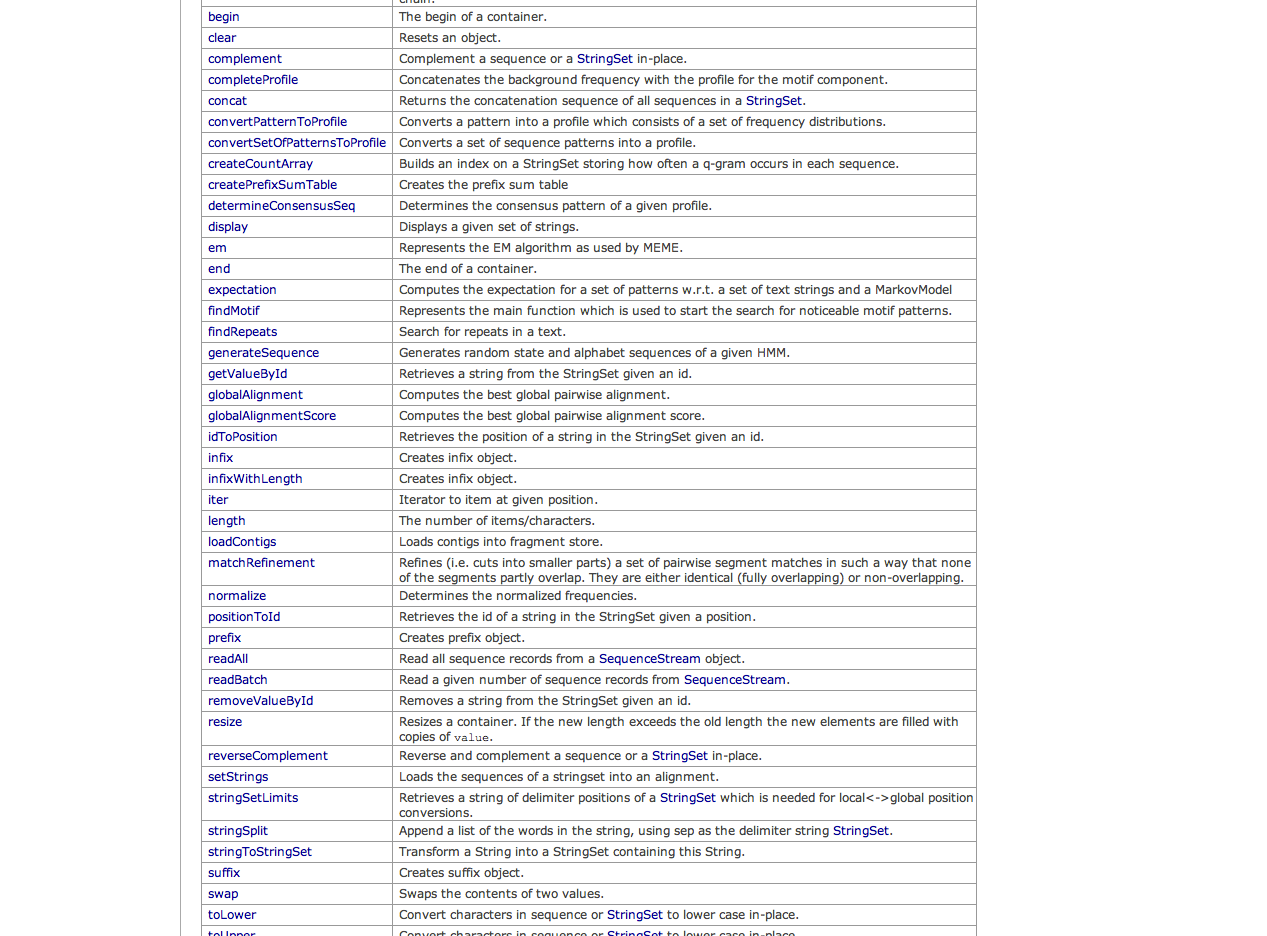 chain.
begin The begin of a container.
clear Resets an object.
complement Complement a sequence or a StringSet in-place.
completeProfile Concatenates the background frequency with the profile for the motif component.
concat Returns the concatenation sequence of all sequences in a StringSet.
convertPatternToProfile Converts a pattern into a profile which consists of a set of frequency distributions.
convertSetOfPatternsToProfile Converts a set of sequence patterns into a profile.
createCountArray Builds an index on a StringSet storing how often a q-gram occurs in each sequence.
createPrefixSumTable Creates the prefix sum table
determineConsensusSeq Determines the consensus pattern of a given profile.
display Displays a given set of strings.
em Represents the EM algorithm as used by MEME.
end The end of a container.
expectation Computes the expectation for a set of patterns w.r.t. a set of text strings and a MarkovModel
findMotif Represents the main function which is used to start the search for noticeable motif patterns.
findRepeats Search for repeats in a text.
generateSequence Generates random state and alphabet sequences of a given HMM.
getValueById Retrieves a string from the StringSet given an id.
globalAlignment Computes the best global pairwise alignment.
globalAlignmentScore Computes the best global pairwise alignment score.
idToPosition Retrieves the position of a string in the StringSet given an id.
infix Creates infix object.
infixWithLength Creates infix object.
iter Iterator to item at given position.
length The number of items/characters.
loadContigs Loads contigs into fragment store.
matchRefinement Refines (i.e. cuts into smaller parts) a set of pairwise segment matches in such a way that none
of the segments partly overlap. They are either identical (fully overlapping) or non-overlapping.
normalize Determines the normalized frequencies.
positionToId Retrieves the id of a string in the StringSet given a position.
prefix Creates prefix object.
readAll Read all sequence records from a SequenceStream object.
readBatch Read a given number of sequence records from SequenceStream.
removeValueById Removes a string from the StringSet given an id.
resize Resizes a container. If the new length exceeds the old length the new elements are filled with
copies of value.
reverseComplement Reverse and complement a sequence or a StringSet in-place.
setStrings Loads the sequences of a stringset into an alignment.
stringSetLimits Retrieves a string of delimiter positions of a StringSet which is needed for local<->global position
conversions.
stringSplit Append a list of the words in the string, using sep as the delimiter string StringSet.
stringToStringSet Transform a String into a StringSet containing this String.
suffix Creates suffix object.
swap Swaps the contents of two values.
toLower Convert characters in sequence or StringSet to lower case in-place.
toUpper Convert characters in sequence or StringSet to lower case in-place.